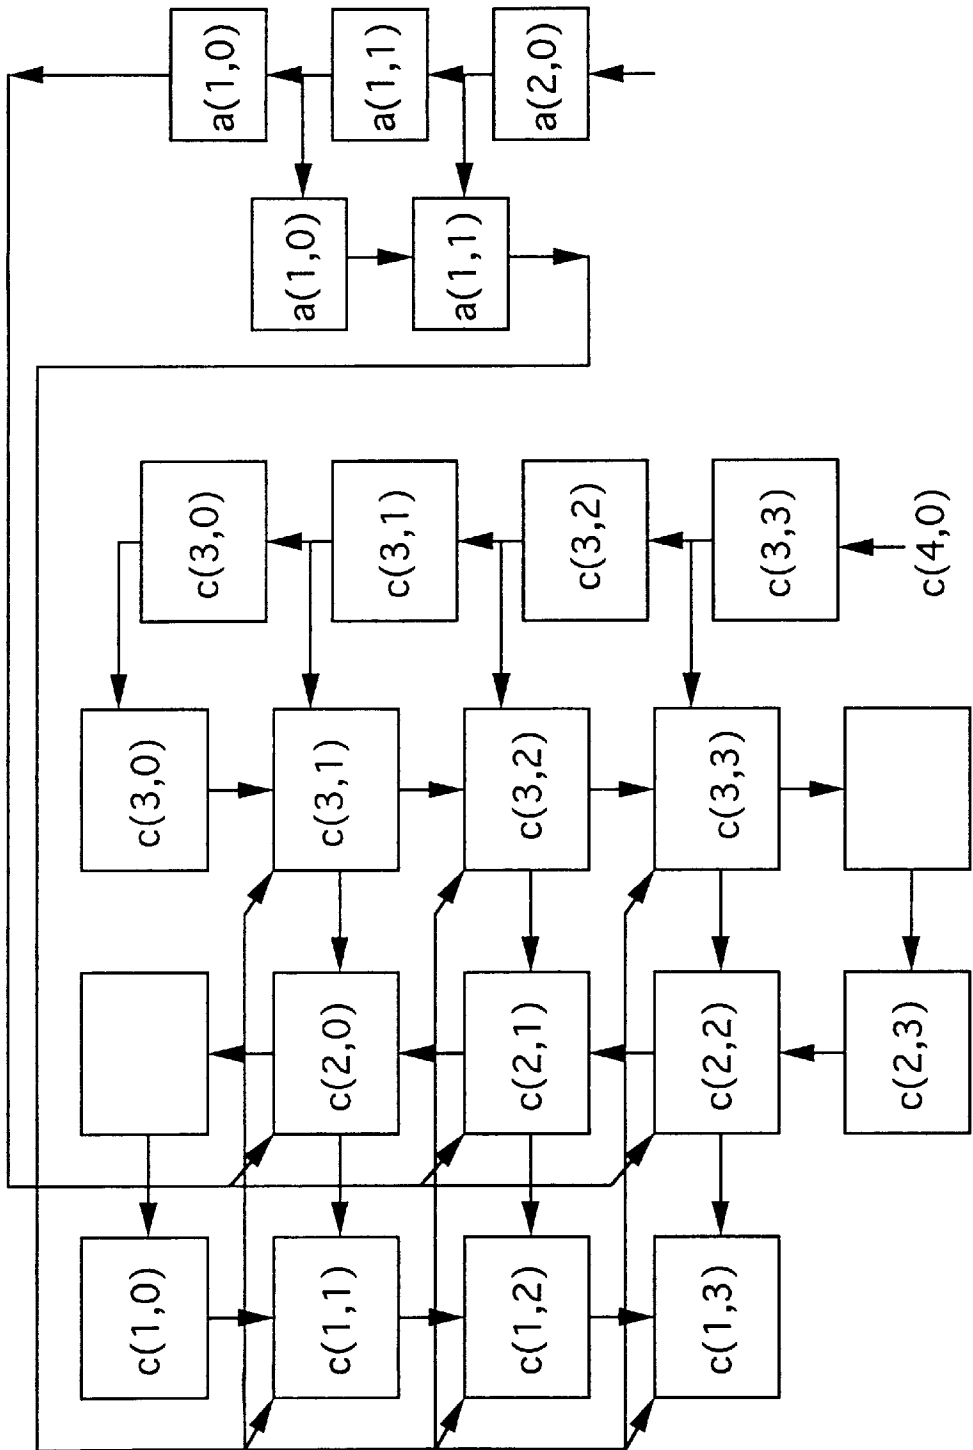 c(1,0)
c(3,0)
c(3,0)
a(1,0)
a(1,0)
c(1,1)
c(2,0)
c(3,1)
c(3,1)
a(1,1)
a(1,1)
c(1,2)
c(2,1)
c(3,2)
c(3,2)
a(2,0)
c(1,3)
c(2,2)
c(3,3)
c(3,3)
c(2,3)
c(4,0)